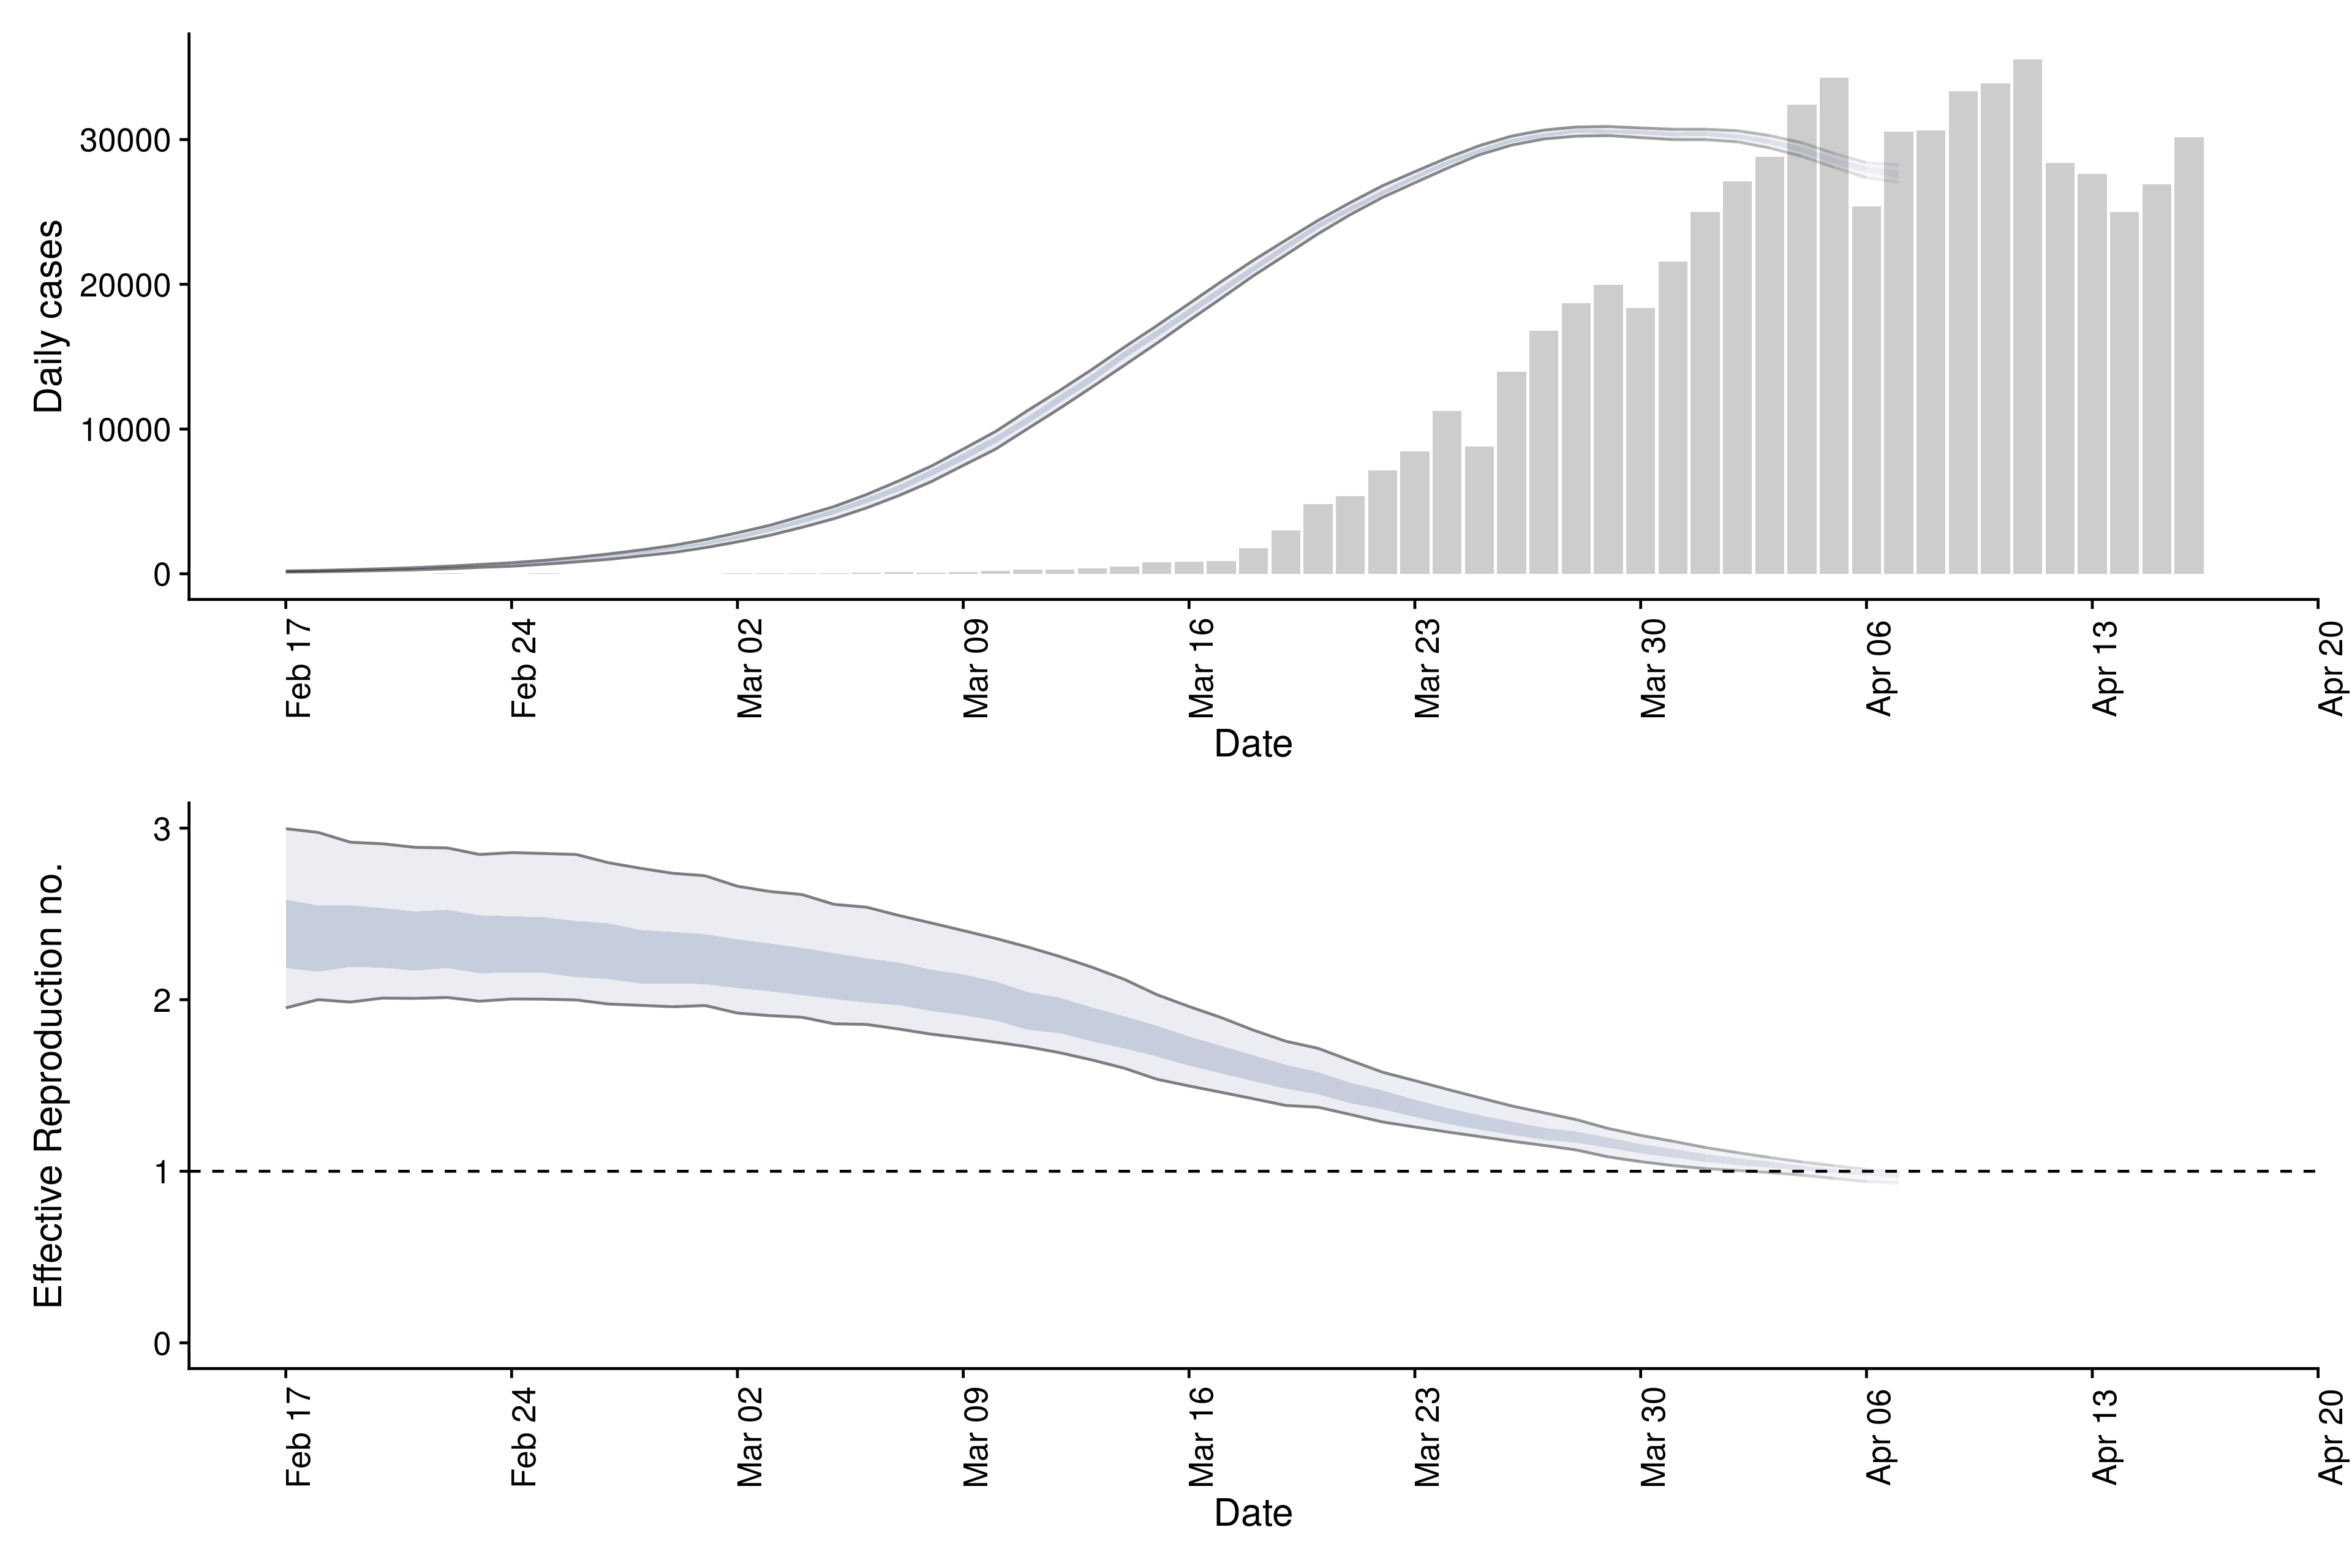 Daily cases
30000
20000
10000
0
Feb 17
Feb 24
Mar 02
Mar 09
Mar 16
Mar 23
Mar 30
Apr 06
Apr 13
Apr 20
Date
Effective Reproduction no.
3
2
1
0
Feb 17
Feb 24
Mar 02
Mar 09
Mar 16
Mar 23
Mar 30
Apr 06
Apr 13
Apr 20
Date